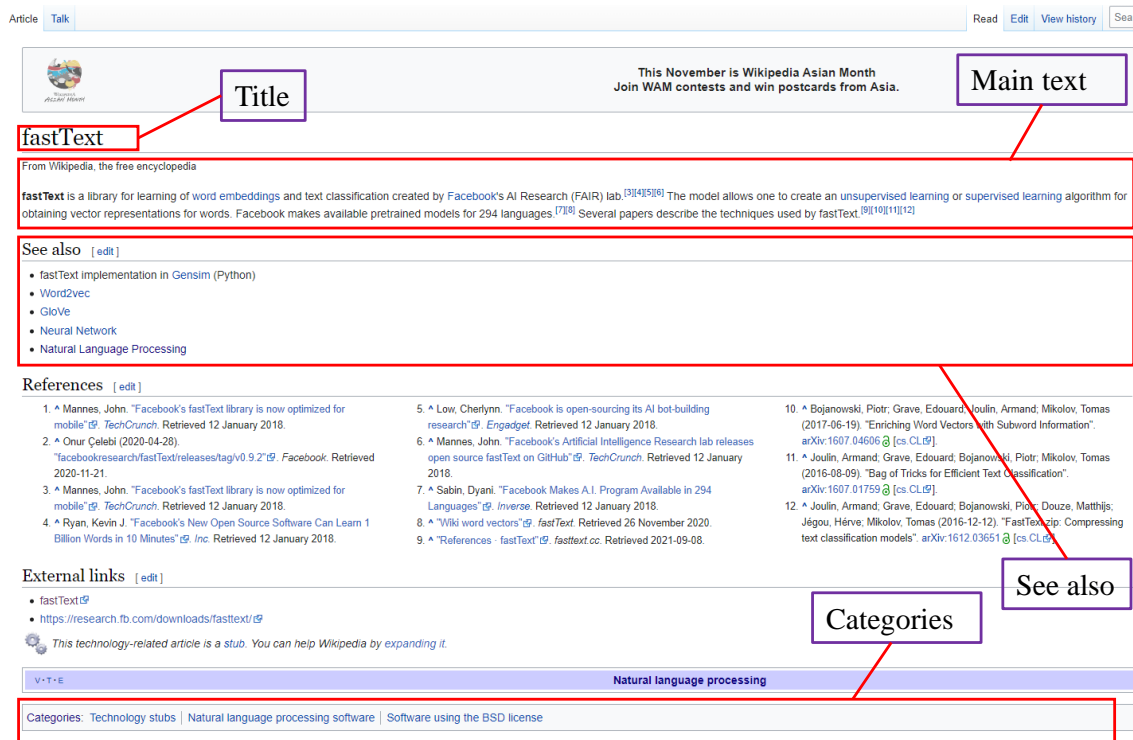 Article Talk Read Edit View history Sea
This November is Wikipedia Asian Month
WIKIPEDIA
ASIAN MONTH
Join WAM contests and win postcards from Asia.
Title
Main text
fastText
From Wikipedia, the free encyclopedia
fastText is a library for learning of word embeddings and text classification created by Facebook's AI Research (FAIR) lab.[3][4][5][6] The model allows one to create an unsupervised learning or supervised learning algorithm for
obtaining vector representations for words. Facebook makes available pretrained models for 294 languages.[7][8] Several papers describe the techniques used by fastText.[9][10][11][12]
See also [ edit ]
• fastText implementation in Gensim (Python)
• Word2vec
• GloVe
• Neural Network
• Natural Language Processing
References [ edit ]
1. ^ Mannes, John. "Facebook's fastText library is now optimized for
mobile". TechCrunch. Retrieved 12 January 2018.
2. ^ Onur Çelebi (2020-04-28).
"facebookresearch/fastText/releases/tag/v0.9.2". Facebook. Retrieved
2020-11-21.
3. ^ Mannes, John. "Facebook's fastText library is now optimized for
mobile". TechCrunch. Retrieved 12 January 2018.
4. ^ Ryan, Kevin J. "Facebook's New Open Source Software Can Learn 1
Billion Words in 10 Minutes". Inc. Retrieved 12 January 2018.
5. ^ Low, Cherlynn. "Facebook is open-sourcing its AI bot-building
research". Engadget. Retrieved 12 January 2018.
6. ^ Mannes, John. "Facebook's Artificial Intelligence Research lab releases
open source fastText on GitHub". TechCrunch. Retrieved 12 January
2018.
7. ^ Sabin, Dyani. "Facebook Makes A.I. Program Available in 294
Languages". Inverse. Retrieved 12 January 2018.
8. ^ "Wiki word vectors". fastText. Retrieved 26 November 2020.
9. ^ "References · fastText". fasttext.cc. Retrieved 2021-09-08.
10. ^ Bojanowski, Piotr; Grave, Edouard; Joulin, Armand; Mikolov, Tomas
(2017-06-19). "Enriching Word Vectors with Subword Information".
arXiv:1607.04606 [cs.CL].
11. ^ Joulin, Armand; Grave, Edouard; Bojanowski, Piotr; Mikolov, Tomas
(2016-08-09). "Bag of Tricks for Efficient Text Classification".
arXiv:1607.01759 [cs.CL].
12. ^ Joulin, Armand; Grave, Edouard; Bojanowski, Piotr; Douze, Matthijs;
Jégou, Hérve; Mikolov, Tomas (2016-12-12). "FastText.zip: Compressing
text classification models". arXiv:1612.03651 [cs.CL].
See also
External links [ edit ]
• fastText
• https://research.fb.com/downloads/fasttext/
This technology-related article is a stub. You can help Wikipedia by expanding it.
Categories
V · T · E Natural language processing
Categories: Technology stubs | Natural language processing software | Software using the BSD license